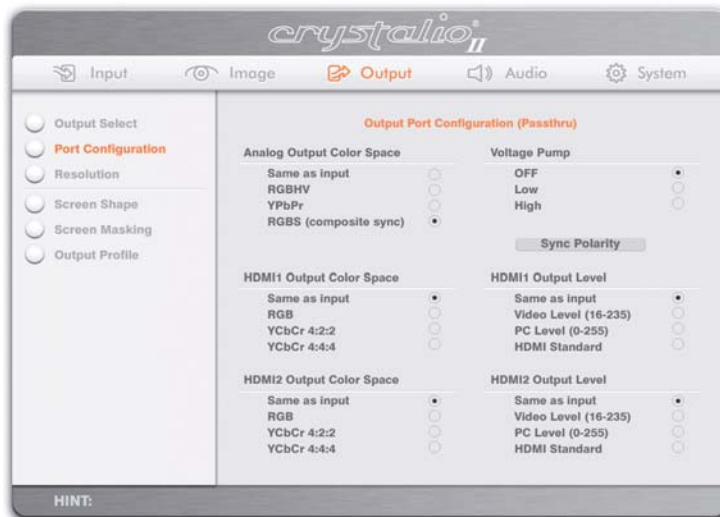 crystalio II
Input Image Output Audio System
Output Select
Port Configuration
Resolution
Screen Shape
Screen Masking
Output Profile
Output Port Configuration (Passthru)
Analog Output Color Space
Same as input
RGBHV
YPbPr
RGBS (composite sync)
Voltage Pump
OFF
Low
High
Sync Polarity
HDMI1 Output Color Space
Same as input
RGB
YCbCr 4:2:2
YCbCr 4:4:4
HDMI1 Output Level
Same as input
Video Level (16-235)
PC Level (0-255)
HDMI Standard
HDMI2 Output Color Space
Same as input
RGB
YCbCr 4:2:2
YCbCr 4:4:4
HDMI2 Output Level
Same as input
Video Level (16-235)
PC Level (0-255)
HDMI Standard
HINT: